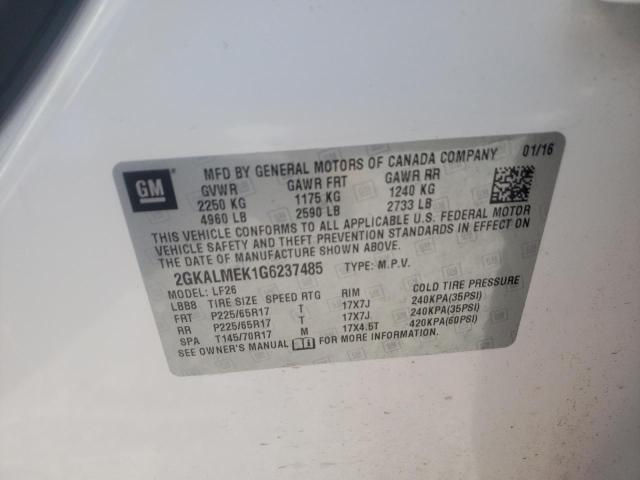 GM
MFD BY GENERAL MOTORS OF CANADA COMPANY 01/16
GVWR GAWR FRT GAWR RR
2250 KG 1175 KG 1240 KG
4960 LB 2590 LB 2733 LB
THIS VEHICLE CONFORMS TO ALL APPLICABLE U.S. FEDERAL MOTOR
VEHICLE SAFETY AND THEFT PREVENTION STANDARDS IN EFFECT ON
THE DATE OF MANUFACTURE SHOWN ABOVE.
2GKALMEK1G6237485 TYPE: M.P.V.
MODEL: LF26
LBB8 TIRE SIZE SPEED RTG RIM COLD TIRE PRESSURE
FRT P225/65R17 T 17X7J 240KPA(35PSI)
RR P225/65R17 T 17X7J 240KPA(35PSI)
SPA T145/70R17 M 17X4.5T 420KPA(60PSI)
SEE OWNER'S MANUAL FOR MORE INFORMATION.